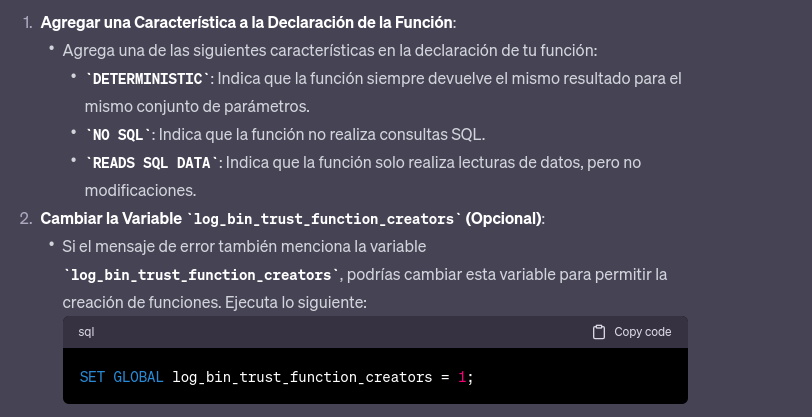 1. Agregar una Característica a la Declaración de la Función:
• Agrega una de las siguientes características en la declaración de tu función:
• `DETERMINISTIC`: Indica que la función siempre devuelve el mismo resultado para el
mismo conjunto de parámetros.
• `NO SQL`: Indica que la función no realiza consultas SQL.
• `READS SQL DATA`: Indica que la función solo realiza lecturas de datos, pero no
modificaciones.
2. Cambiar la Variable `log_bin_trust_function_creators` (Opcional):
• Si el mensaje de error también menciona la variable
`log_bin_trust_function_creators`, podrías cambiar esta variable para permitir la
creación de funciones. Ejecuta lo siguiente:
sql Copy code
SET GLOBAL log_bin_trust_function_creators = 1;